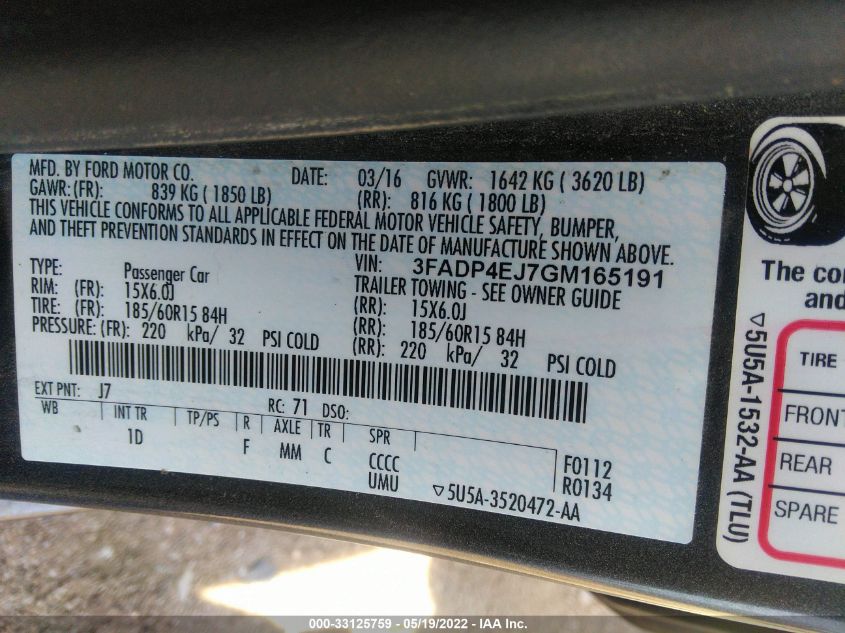 MFD. BY FORD MOTOR CO. DATE: 03/16 GVWR: 1642 KG ( 3620 LB)
GAWR: (FR): 839 KG ( 1850 LB) (RR): 816 KG ( 1800 LB)
THIS VEHICLE CONFORMS TO ALL APPLICABLE FEDERAL MOTOR VEHICLE SAFETY, BUMPER,
AND THEFT PREVENTION STANDARDS IN EFFECT ON THE DATE OF MANUFACTURE SHOWN ABOVE.
TYPE: Passenger Car VIN: 3FADP4EJ7GM165191
RIM: (FR): 15X6.0J TRAILER TOWING - SEE OWNER GUIDE
(RR): 15X6.0J
TIRE: (FR): 185/60R15 84H (RR): 185/60R15 84H
PRESSURE: (FR): 220 kPa/ 32 PSI COLD (RR): 220 kPa/ 32 PSI COLD
EXT PNT: J7 RC: 71 DSO:
WB INT TR TP/PS R AXLE TR SPR
1D F MM C CCCC F0112
UMU R0134
▽5U5A-3520472-AA
The co
and
TIRE
FRONT
REAR
SPARE
▽5U5A-1532-AA (TLU)
000-33125759 - 05/19/2022 - IAA Inc.